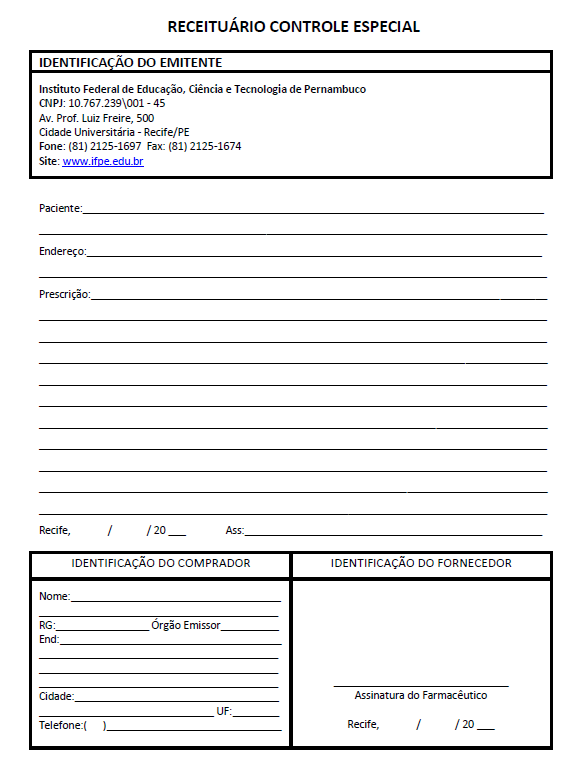 RECEITUÁRIO CONTROLE ESPECIAL
IDENTIFICAÇÃO DO EMITENTE
Instituto Federal de Educação, Ciência e Tecnologia de Pernambuco
CNPJ: 10.767.239\001 - 45
Av. Prof. Luiz Freire, 500
Cidade Universitária - Recife/PE
Fone: (81) 2125-1697 Fax: (81) 2125-1674
Site: www.ifpe.edu.br
Paciente:
Endereço:
Prescrição:
Recife, / / 20 ___ Ass:
IDENTIFICAÇÃO DO COMPRADOR
Nome:
RG: Órgão Emissor
End:
Cidade:
UF:
Telefone:( )
IDENTIFICAÇÃO DO FORNECEDOR
Assinatura do Farmacêutico
Recife, / / 20 ___